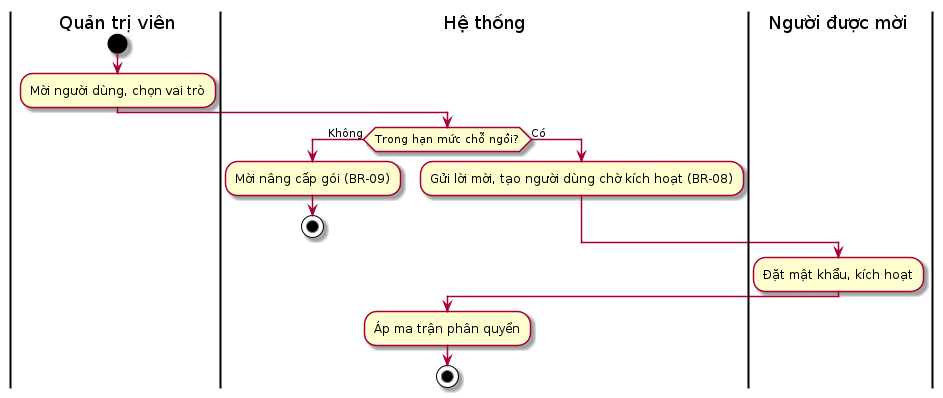 Quản trị viên
Hệ thống
Người được mời
Mời người dùng, chọn vai trò
Không
Trong hạn mức chỗ ngồi?
Có
Mời nâng cấp gói (BR-09)
Gửi lời mời, tạo người dùng chờ kích hoạt (BR-08)
Đặt mật khẩu, kích hoạt
Áp ma trận phân quyền